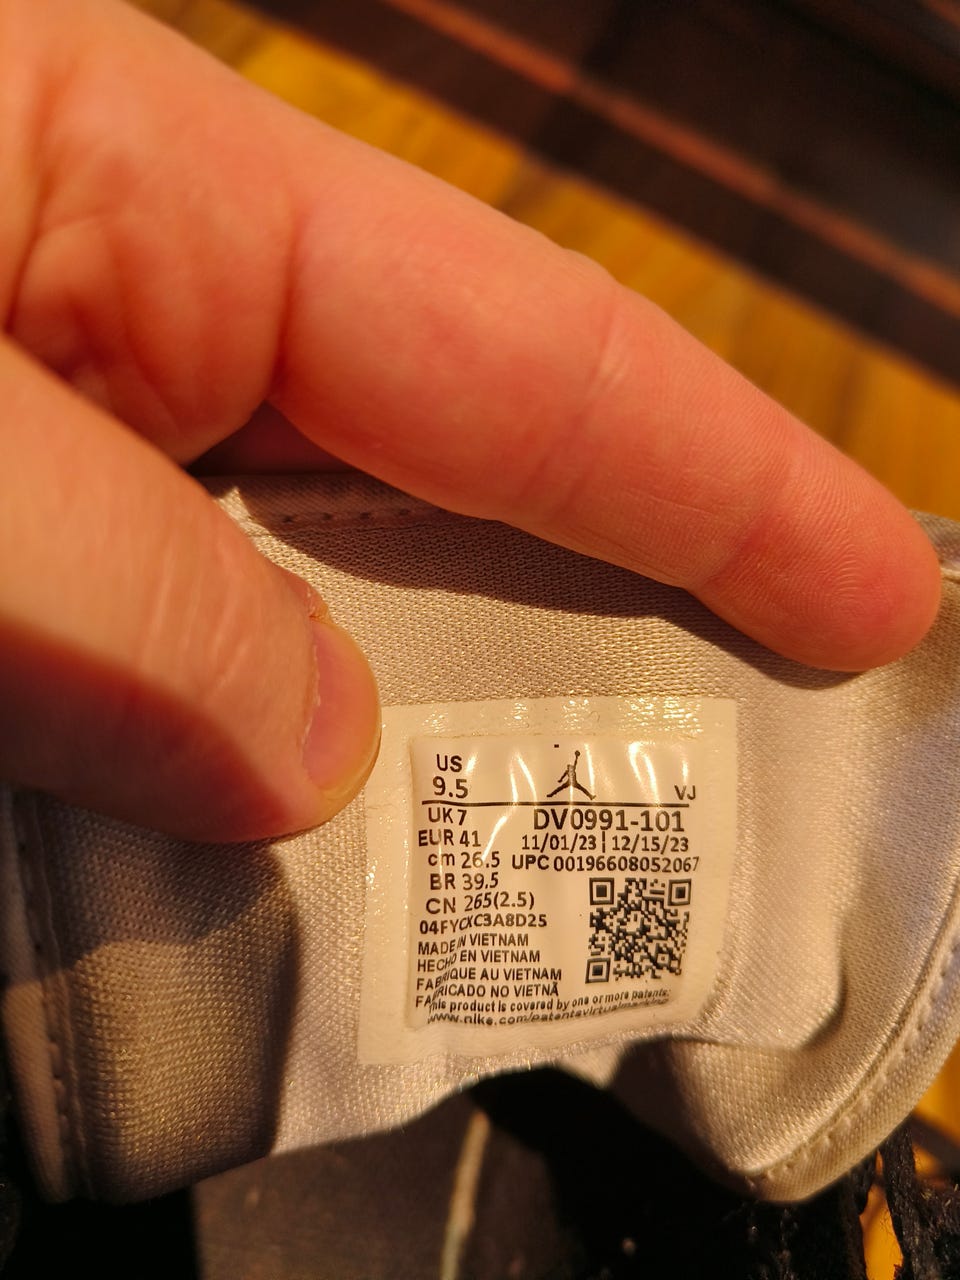 US
9.5
VJ
UK 7
DV0991-101
EUR 41
11/01/23 | 12/15/23
cm 26.5
UPC 00196608052067
BR 39.5
CN 265(2.5)
04FYCXC3A8D25
MADE IN VIETNAM
HECHO EN VIETNAM
FABRIQUE AU VIETNAM
FABRICADO NO VIETNÃ
This product is covered by one or more patents:
www.nike.com/patentsvirtualmarking